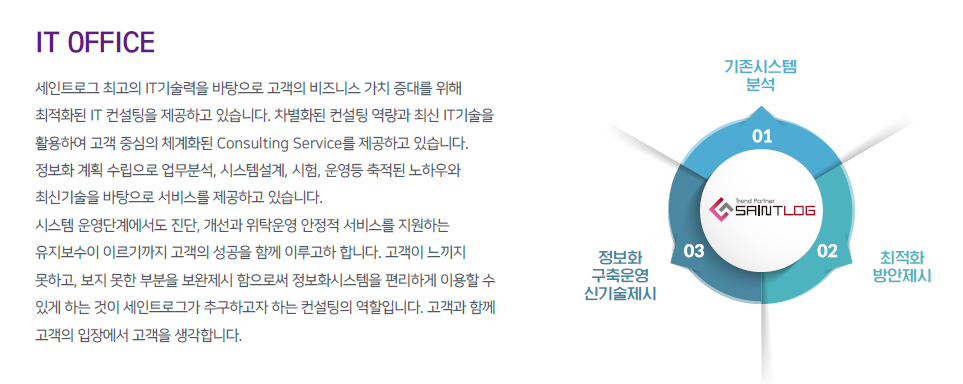 IT OFFICE
세인트로그 최고의 IT기술력을 바탕으로 고객의 비즈니스 가치 증대를 위해
최적화된 IT 컨설팅을 제공하고 있습니다. 차별화된 컨설팅 역량과 최신 IT기술을
활용하여 고객 중심의 체계화된 Consulting Service를 제공하고 있습니다.
정보화 계획 수립으로 업무분석, 시스템설계, 시험, 운영등 축적된 노하우와
최신기술을 바탕으로 서비스를 제공하고 있습니다.
시스템 운영단계에서도 진단, 개선과 위탁운영 안정적 서비스를 지원하는
유지보수이 이르기까지 고객의 성공을 함께 이루고하 합니다. 고객이 느끼지
못하고, 보지 못한 부분을 보완제시 함으로써 정보화시스템을 편리하게 이용할 수
있게 하는 것이 세인트로그가 추구하고자 하는 컨설팅의 역할입니다. 고객과 함께
고객의 입장에서 고객을 생각합니다.
기존시스템
분석
01
Trend Partner
SAINTLOG
02
최적화
방안제시
03
정보화
구축운영
신기술제시